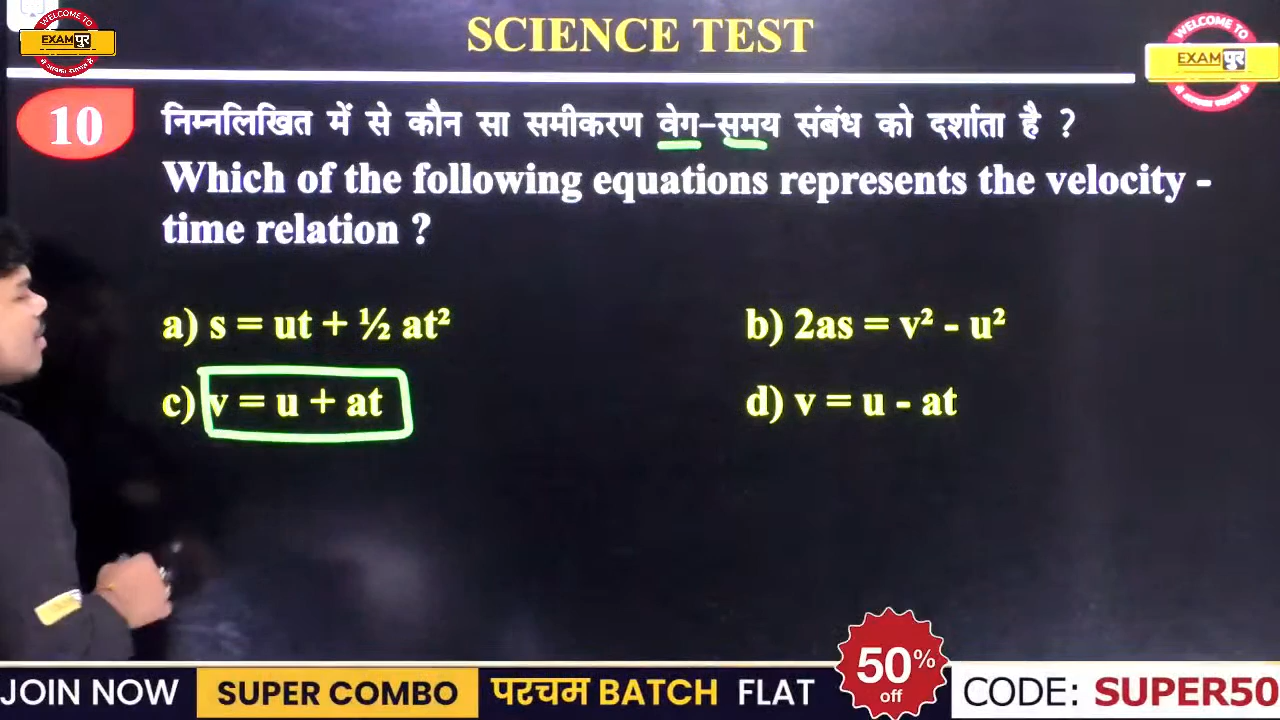 SCIENCE TEST
WELCOME TO
EXAMपुर
WELCOME TO
EXAMपुर
10
निम्नलिखित में से कौन सा समीकरण वेग-समय संबंध को दर्शाता है ?
Which of the following equations represents the velocity -
time relation ?
a) s = ut + ½ at²
b) 2as = v² - u²
c) v = u + at
d) v = u - at
JOIN NOW SUPER COMBO परचम BATCH FLAT 50% off CODE: SUPER50